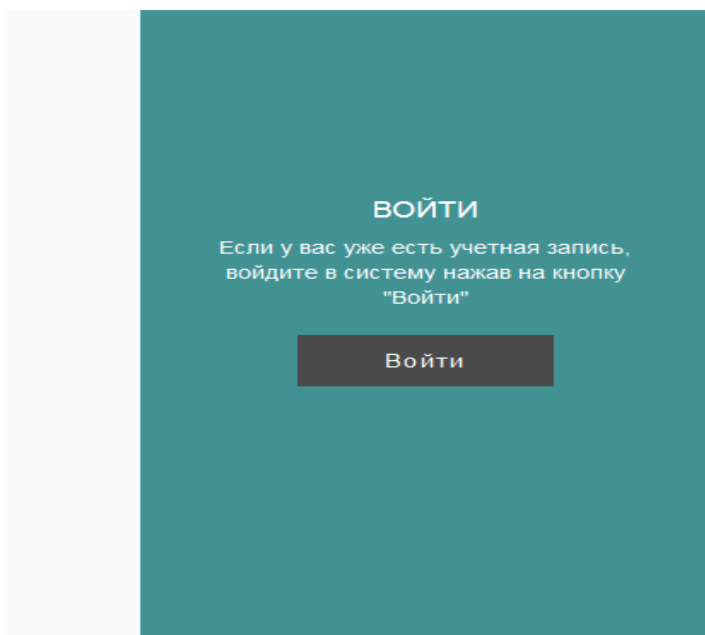 ВОЙТИ
Если у вас уже есть учетная запись,
войдите в систему нажав на кнопку
"Войти"
Войти